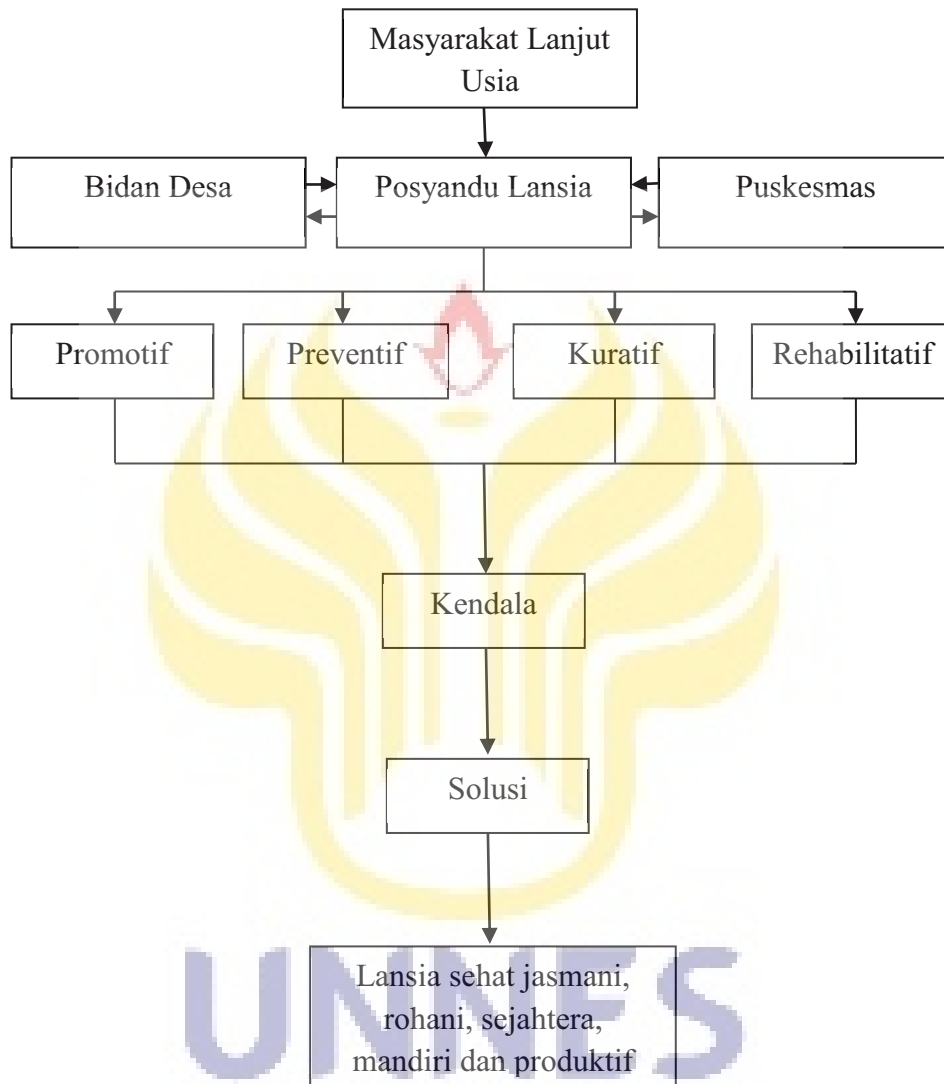 Masyarakat Lanjut
Usia
Bidan Desa
Posyandu Lansia
Puskesmas
Promotif
Preventif
Kuratif
Rehabilitatif
Kendala
Solusi
Lansia sehat jasmani,
rohani, sejahtera,
mandiri dan produktif
UNNES